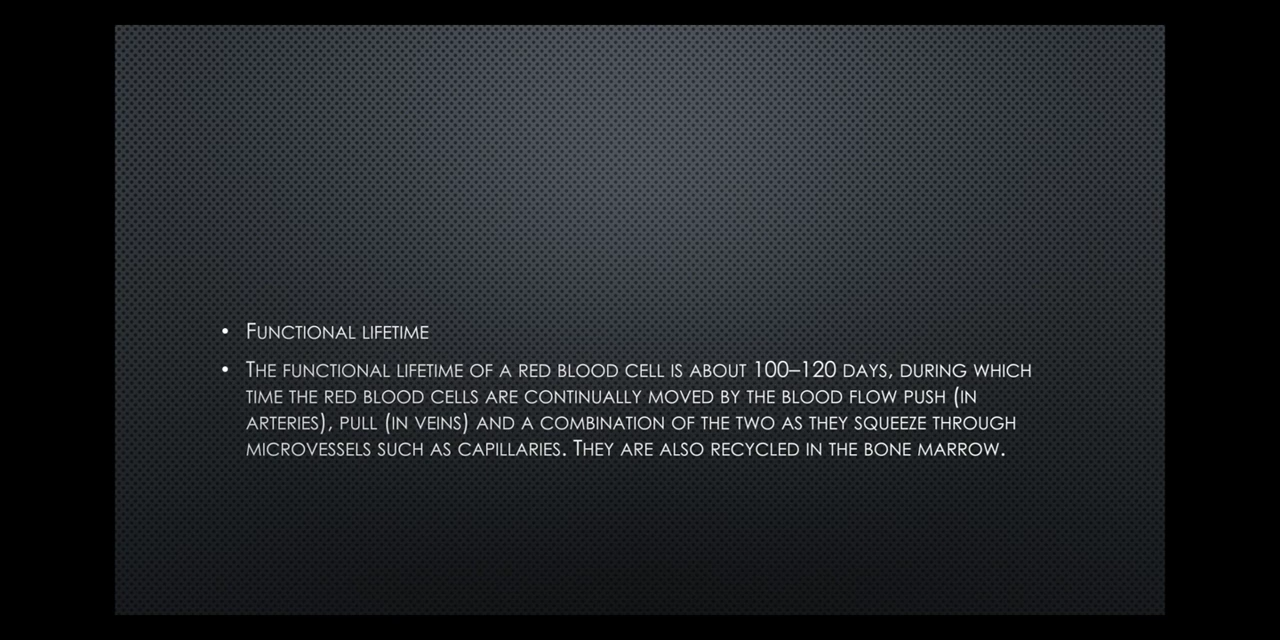 • Functional lifetime
• The functional lifetime of a red blood cell is about 100–120 days, during which
time the red blood cells are continually moved by the blood flow push (in
arteries), pull (in veins) and a combination of the two as they squeeze through
microvessels such as capillaries. They are also recycled in the bone marrow.